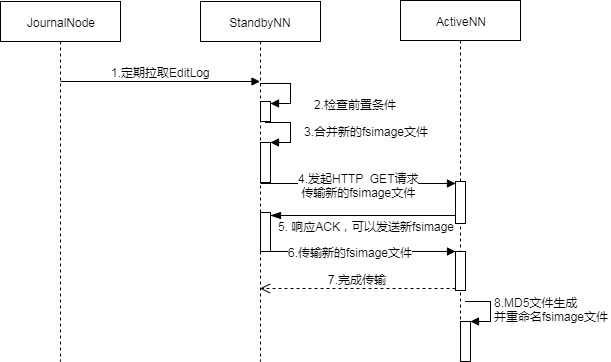 JournalNode
StandbyNN
ActiveNN
1.定期拉取EditLog
2.检查前置条件
3.合并新的fsimage文件
4.发起HTTP GET请求
传输新的fsimage文件
5. 响应ACK，可以发送新fsimage
6.传输新的fsimage文件
7.完成传输
8.MD5文件生成
并重命名fsimage文件